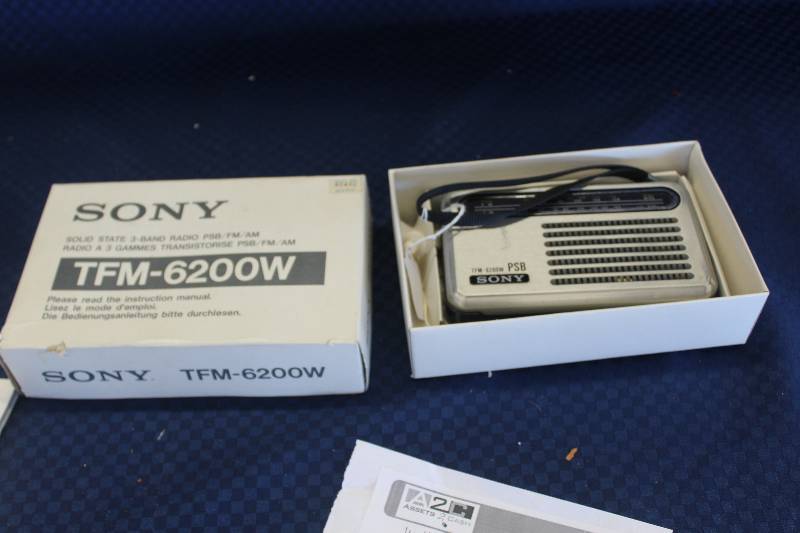 SONY
SOLID STATE 3-BAND RADIO PSB/FM/AM
RADIO A 3 GAMMES TRANSISTORISE PSB/FM/AM
TFM-6200W
Please read the instruction manual.
Lisez le mode d'emploi.
Die Bedienungsanleitung bitte durchlesen.
SONY TFM-6200W
TFM-6200W PSB
SONY
A2C
ASSETS 2 CASH